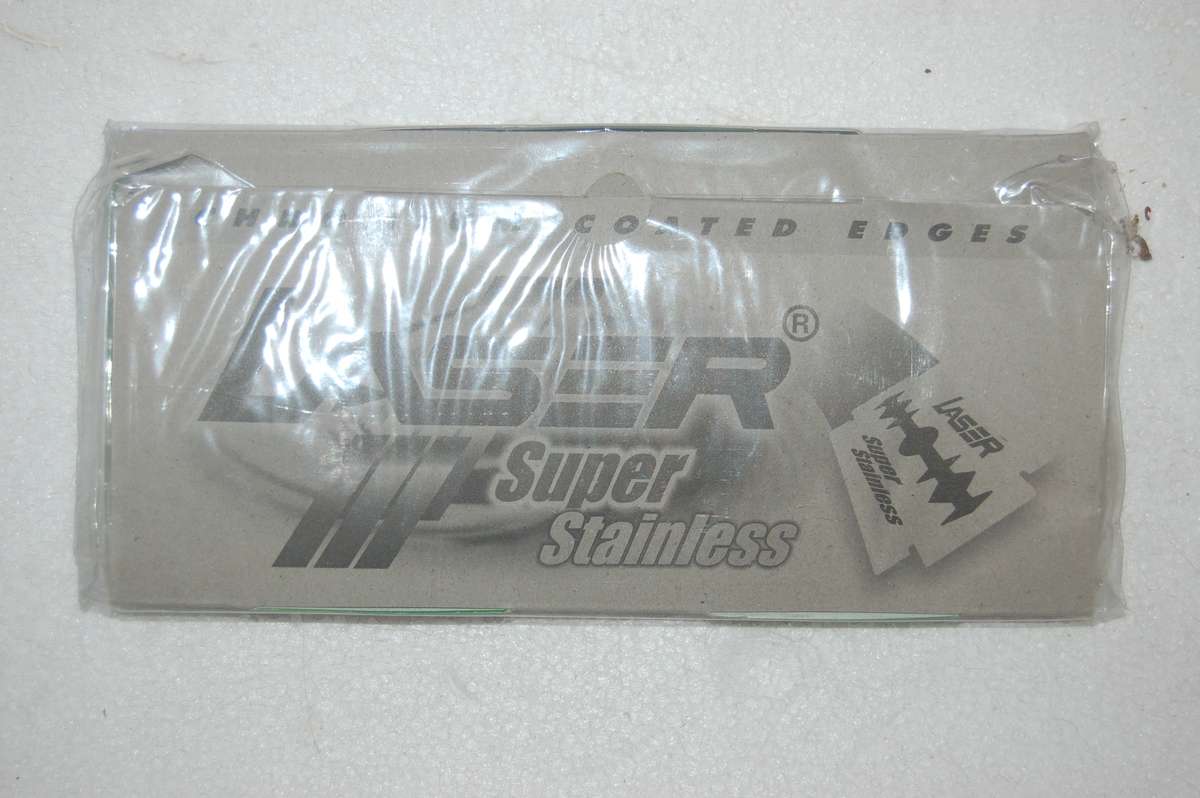 COATED EDGES
LASER®
Super
Stainless
LASER
Super
Stainless